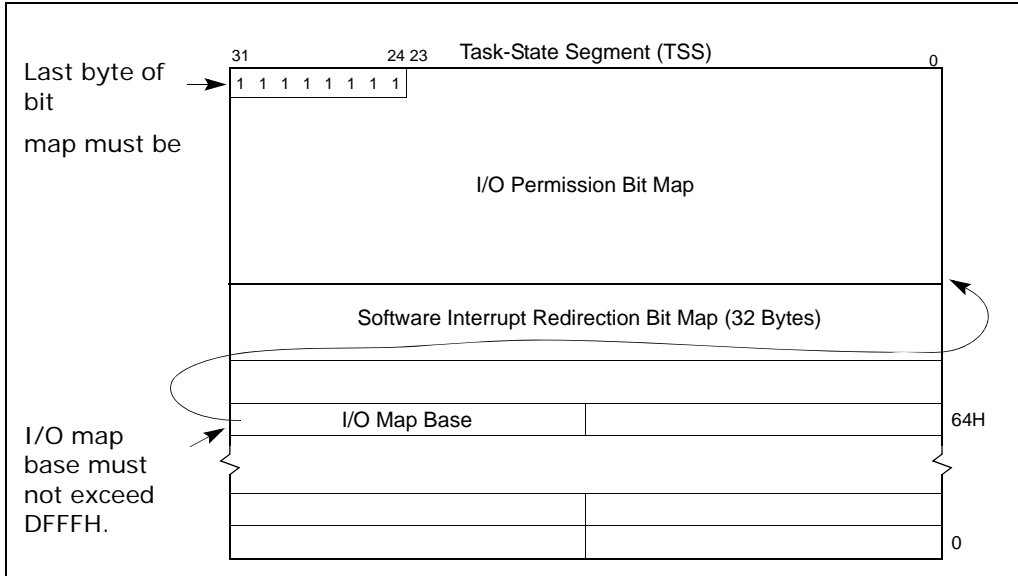 31
24 23
Task-State Segment (TSS)
0
Last byte of
bit
map must be
1 1 1 1 1 1 1 1
I/O Permission Bit Map
Software Interrupt Redirection Bit Map (32 Bytes)
I/O Map Base
64H
I/O map
base must
not exceed
DFFFH.
0